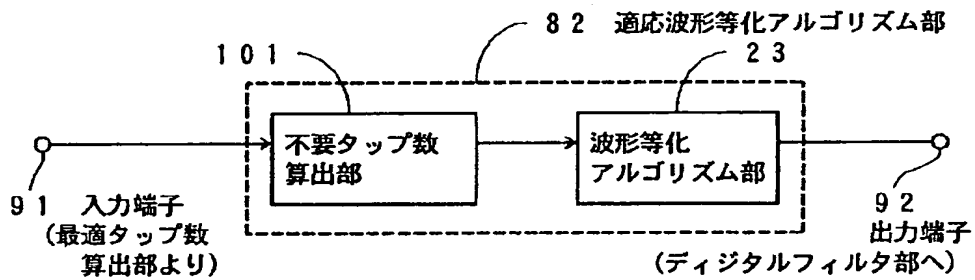 ８２ 適応波形等化アルゴリズム部
１０１
２３
不要タップ数
算出部
波形等化
アルゴリズム部
９１ 入力端子
(最適タップ数
算出部より)
９２
出力端子
(ディジタルフィルタ部へ)